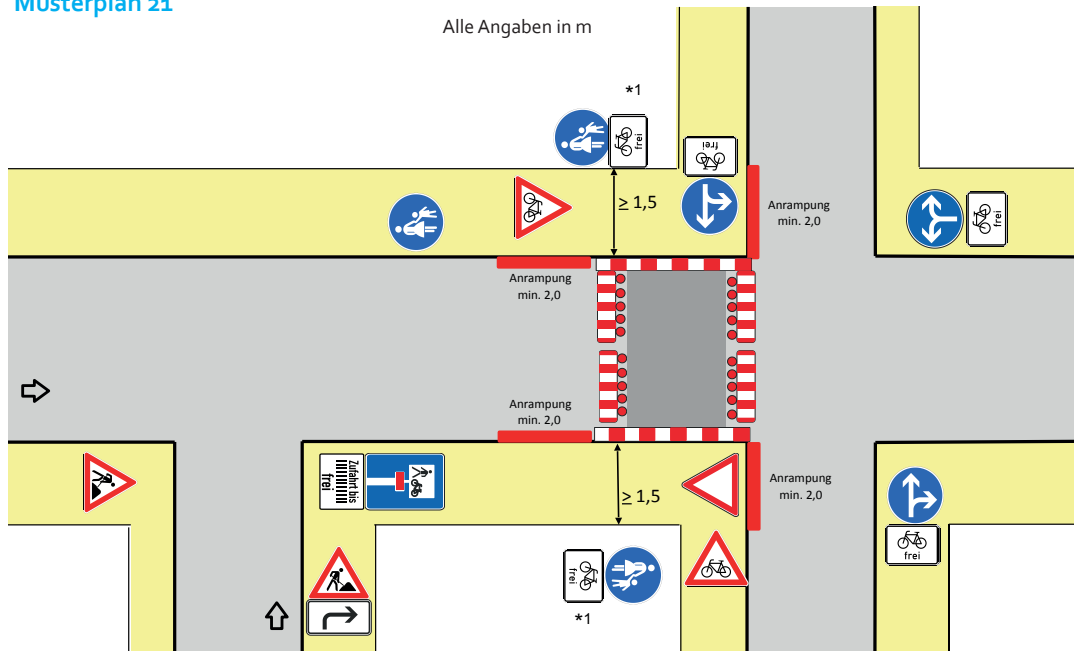 Musterplan 21
Alle Angaben in m
*1
frei
frei
≥ 1,5
Anrampung
min. 2,0
frei
Anrampung
min. 2,0
Anrampung
min. 2,0
Zufahrt bis
frei
≥ 1,5
Anrampung
min. 2,0
frei
frei
*1